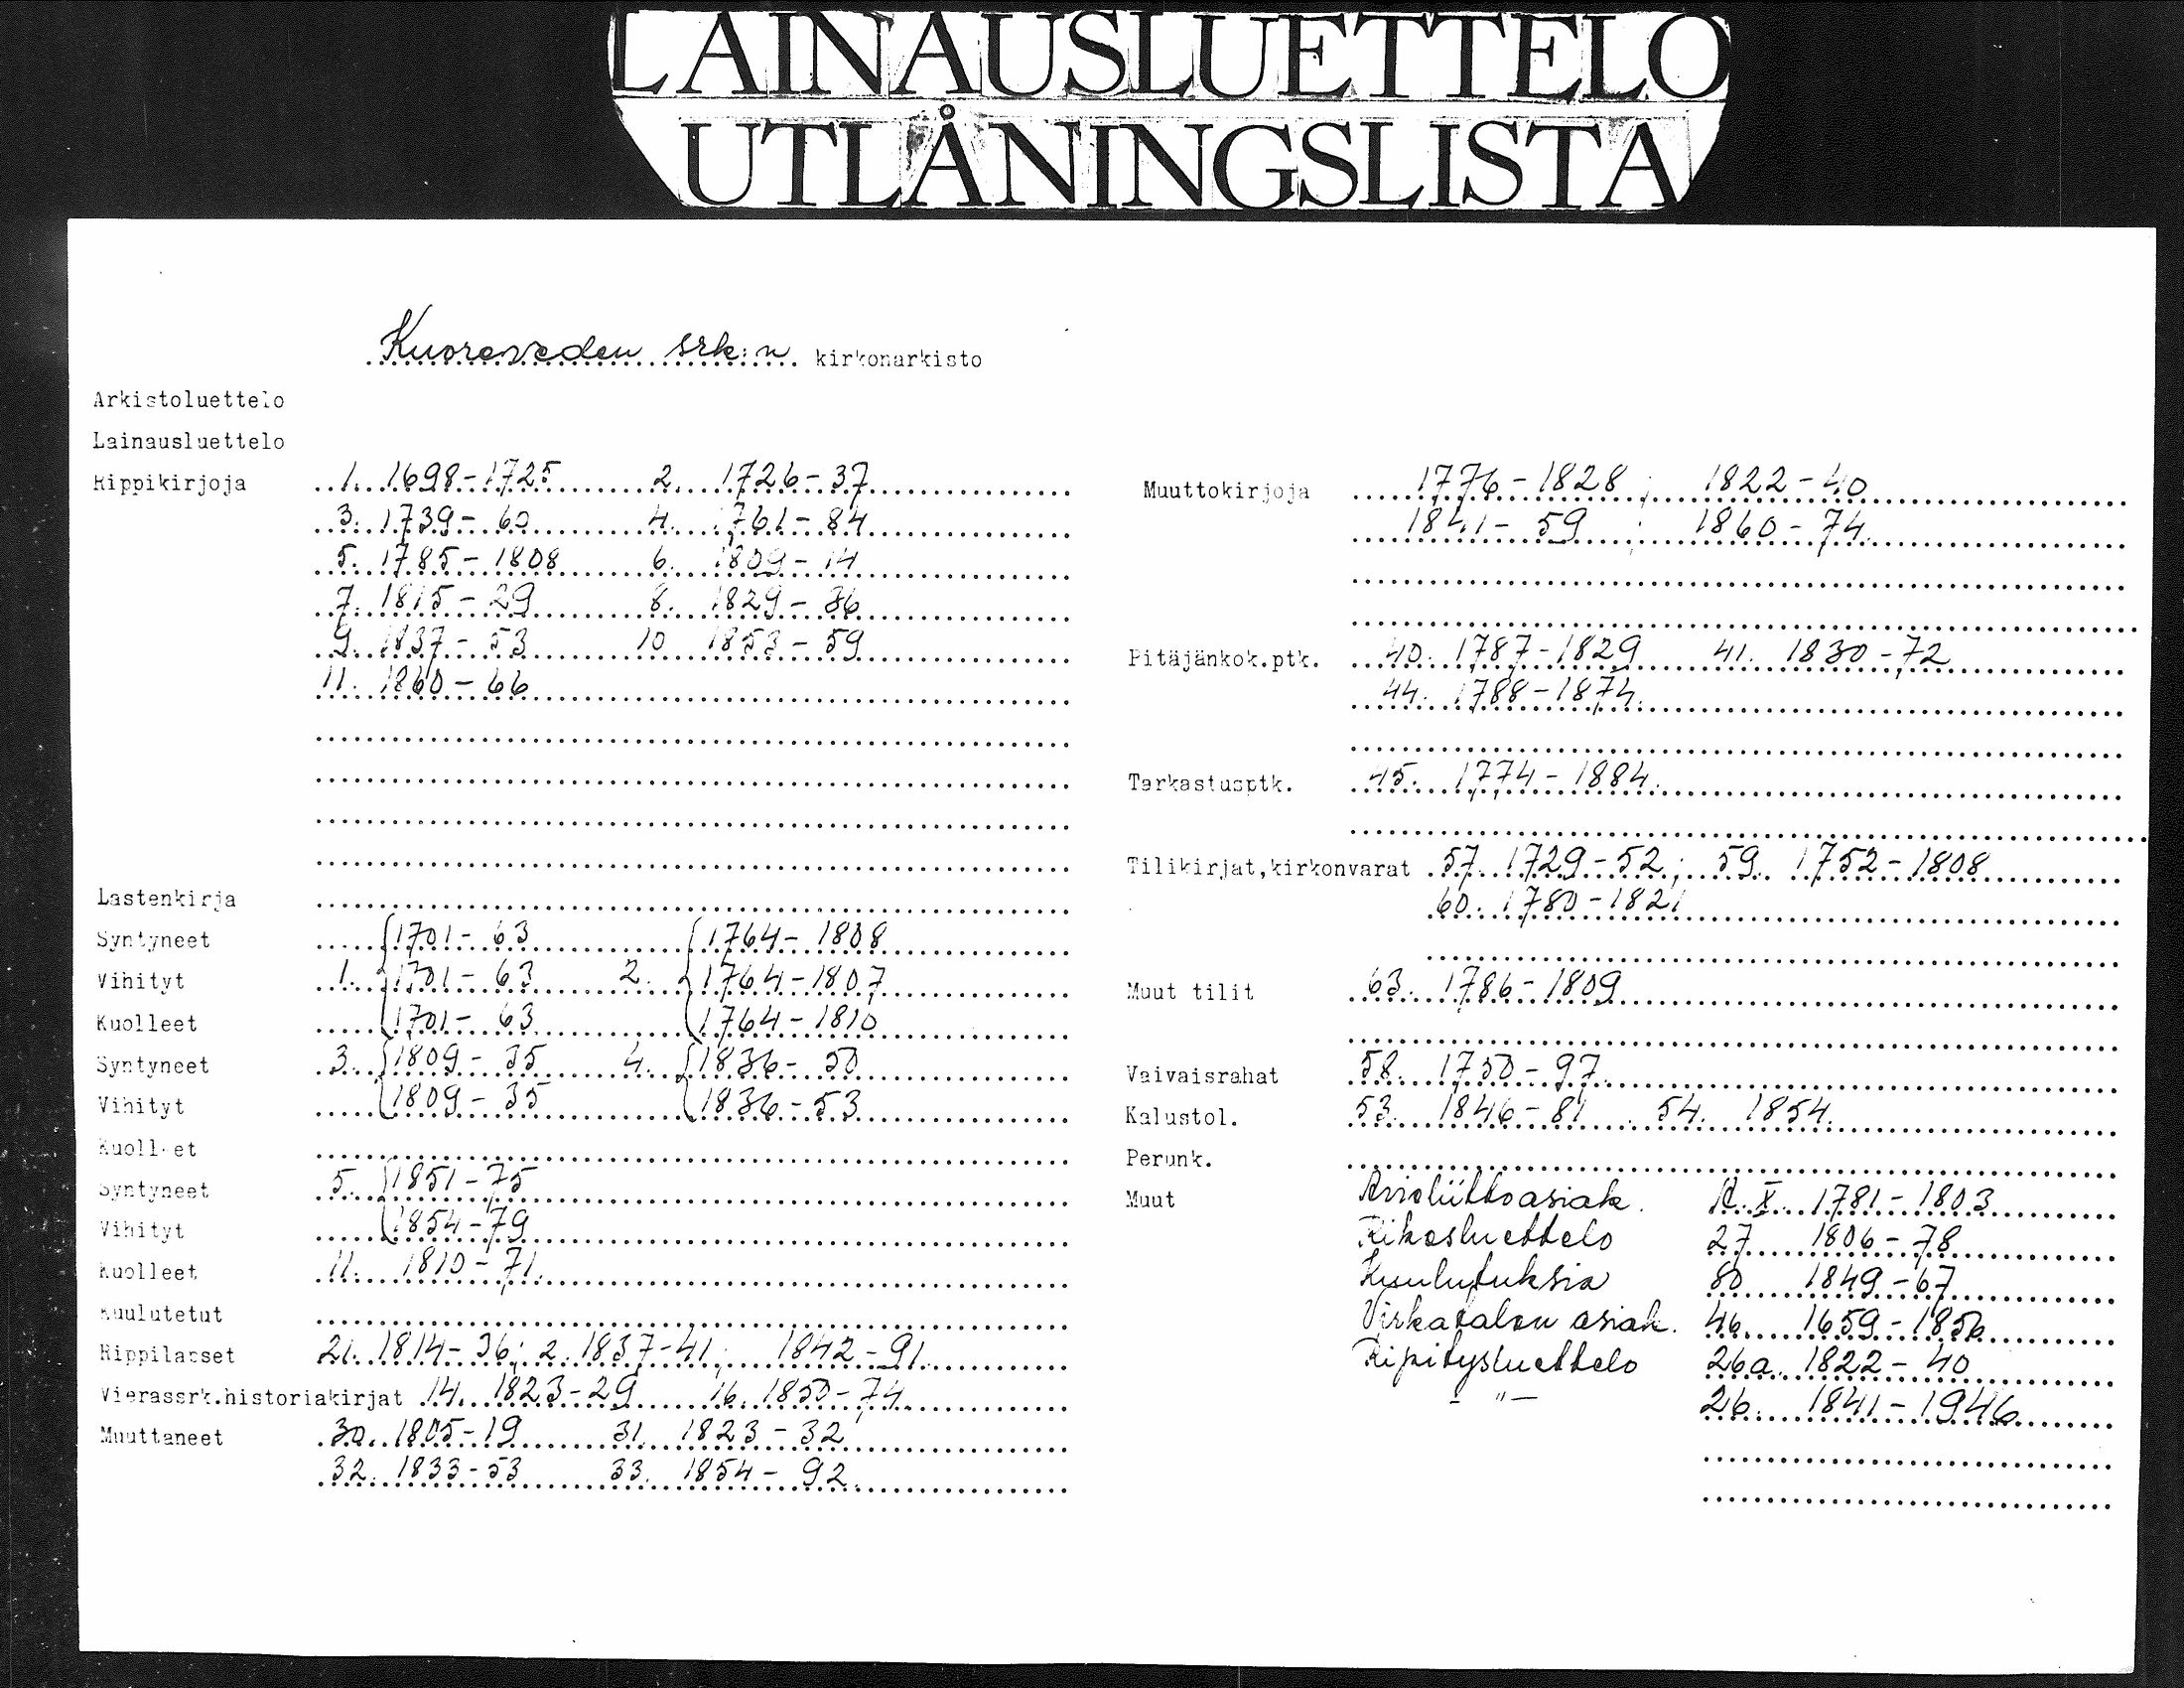 LAINAUSLUETTELO
UTLÅNINGSLISTA
Kuoreveden srk:n kirkonarkisto
Arkistoluettelo
Lainausluettelo
Rippikirjoja 1. 1698-1725 2. 1726-37
3. 1739-60 4. 1761-84
5. 1785-1808 6. 1809-14
7. 1815-29 8. 1829-36
9. 1837-53 10 1853-59
11. 1860-66
Lastenkirja
Syntyneet 1701-63 1764-1808
Vihityt 1. 1701-63 2. 1764-1807
Kuolleet 1701-63 1764-1810
Syntyneet 3. 1809-35 4. 1836-50
Vihityt 1809-35 1836-53
Kuolleet
Syntyneet 5. 1851-75
Vihityt 1854-79
Kuolleet 11. 1810-71.
Kuulutetut
Rippilapset 21. 1814-36; 2. 1837-41; 1842-91.
Vierassrk.historiakirjat 14. 1823-29 16. 1850-74.
Muuttaneet 30. 1805-19 31. 1823-32
32. 1833-53 33. 1854-92.
Muuttokirjoja 1776-1828; 1822-40
1841-59; 1860-74.
Pitäjänkok.ptk. 40. 1787-1829 41. 1830-72
44. 1788-1874.
Tarkastusptk. 45. 1774-1884.
Tilikirjat,kirkonvarat 57. 1729-52; 59. 1752-1808
60. 1780-1821
Muut tilit 63. 1786-1809
Vaivaisrahat 58. 1750-97.
Kalustol. 53. 1846-81 54. 1854.
Perunk.
Muut Avioliittoasiak. A.X. 1781-1803
Rikosluettelo 27 1806-78
Kuulutuksia 80 1849-67
Virkatalon asiak. 46. 1659-1856
Ripitysluettelo 26a. 1822-40
- " - 26. 1841-1946